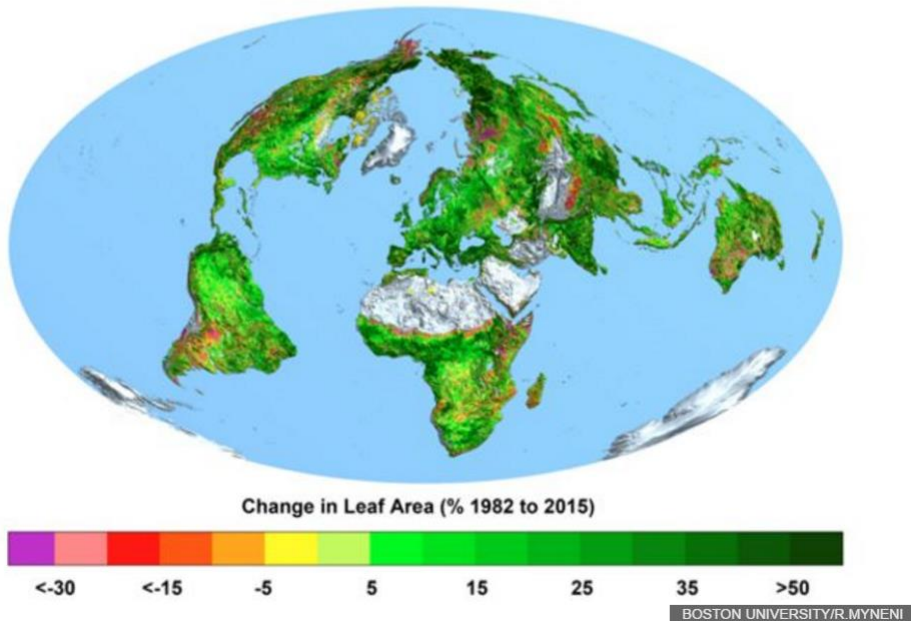 Change in Leaf Area (% 1982 to 2015)
<-30 <-15 -5 5 15 25 35 >50
BOSTON UNIVERSITY/R.MYNENI